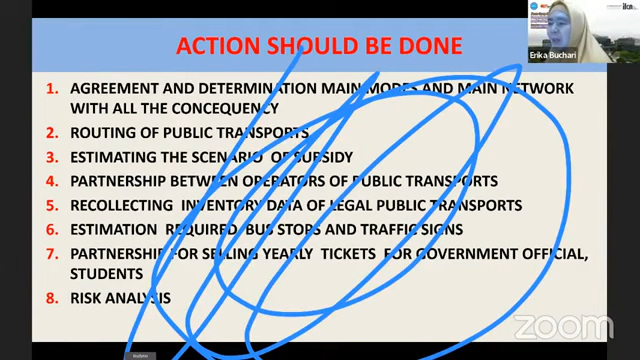 ACTION SHOULD BE DONE
Erika Buchari
1. AGREEMENT AND DETERMINATION MAIN MODES AND MAIN NETWORK
WITH ALL THE CONCEQUENCY
2. ROUTING OF PUBLIC TRANSPORTS
3. ESTIMATING THE SCENARIO OF SUBSIDY
4. PARTNERSHIP BETWEEN OPERATORS OF PUBLIC TRANSPORTS
5. RECOLLECTING INVENTORY DATA OF LEGAL PUBLIC TRANSPORTS
6. ESTIMATION REQUIRED BUS STOPS AND TRAFFIC SIGNS
7. PARTNERSHIP FOR SELLING YEARLY TICKETS FOR GOVERNMENT OFFICIAL,
STUDENTS
8. RISK ANALYSIS
zoom